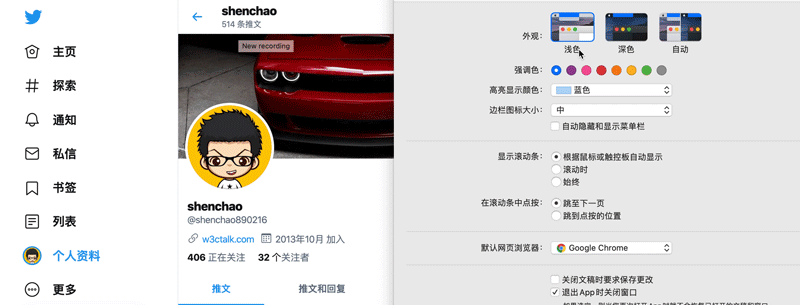 主页
探索
通知
私信
书签
列表
个人资料
更多
shenchao
514 条推文
New recording
shenchao
@shenchao890216
w3ctalk.com 2013年10月 加入
406 正在关注 32 个关注者
推文 推文和回复
外观:
浅色 深色 自动
强调色:
高亮显示颜色: 蓝色
边栏图标大小: 中
自动隐藏和显示菜单栏
显示滚动条: 根据鼠标或触控板自动显示
滚动时
始终
在滚动条中点按: 跳至下一页
跳到点按的位置
默认网页浏览器: Google Chrome
关闭文稿时要求保存更改
退出 App 时关闭窗口